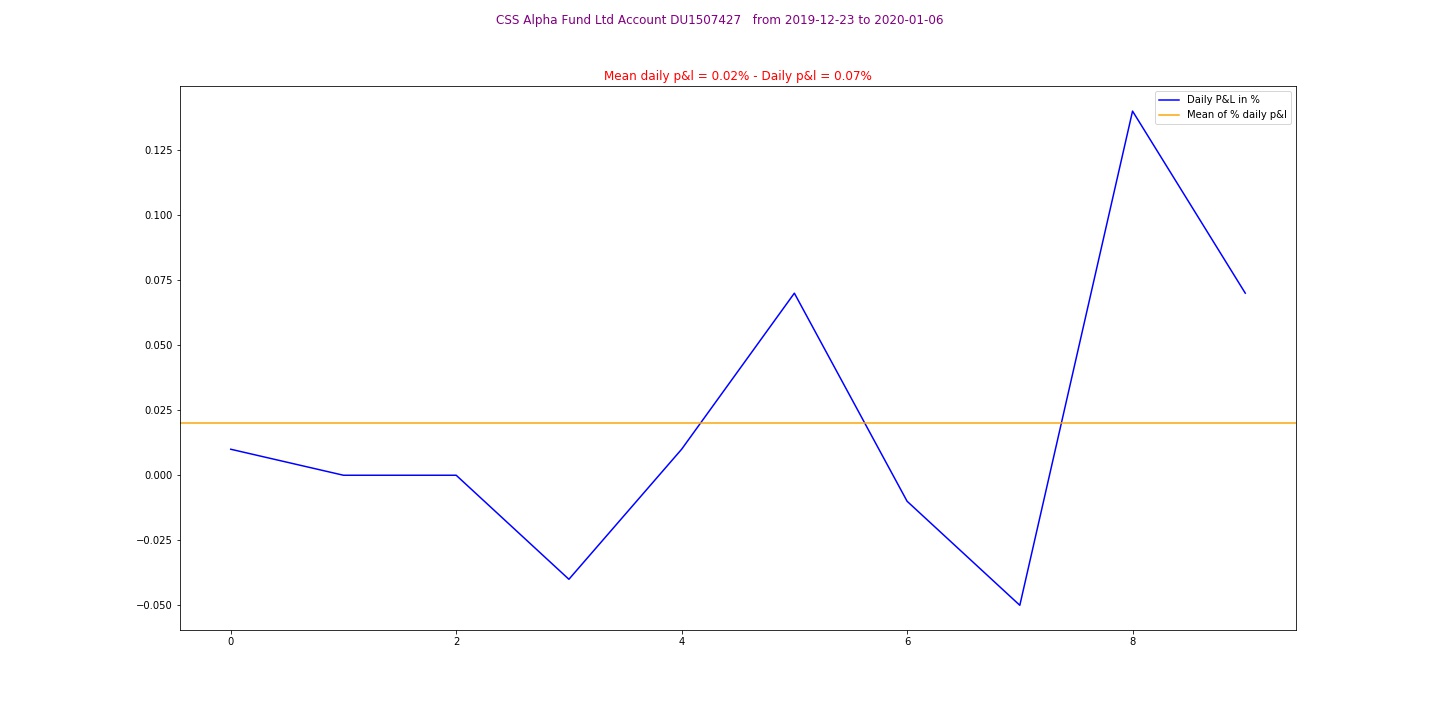 CSS Alpha Fund Ltd Account DU1507427   from 2019-12-23 to 2020-01-06
Mean daily p&l = 0.02% - Daily p&l = 0.07%
Daily P&L in %
Mean of % daily p&l
0.125
0.100
0.075
0.050
0.025
0.000
−0.025
−0.050
0 2 4 6 8